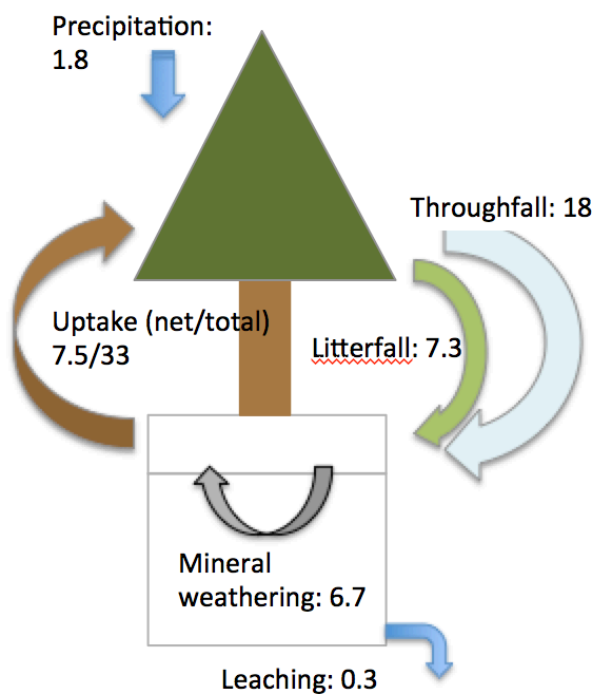 Precipitation:
1.8
Throughfall: 18
Uptake (net/total)
7.5/33
Litterfall: 7.3
Mineral
weathering: 6.7
Leaching: 0.3